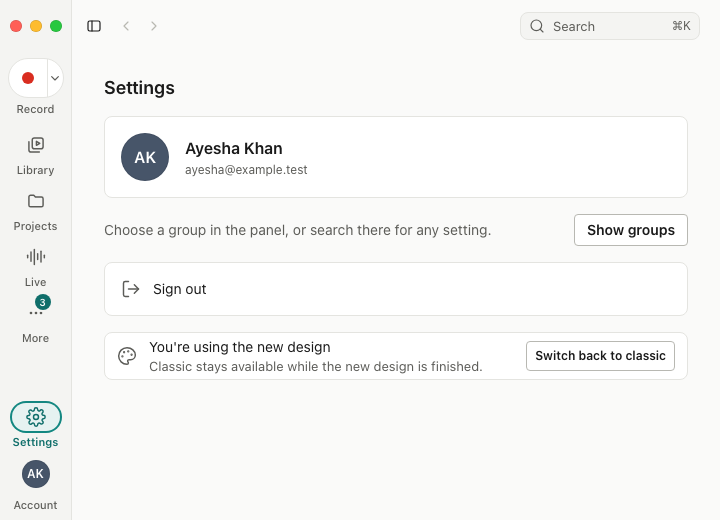 Search
⌘K
Record
Library
Projects
Live
3
More
Settings
AK
Account
Settings
AK
Ayesha Khan
ayesha@example.test
Choose a group in the panel, or search there for any setting.
Show groups
Sign out
You're using the new design
Classic stays available while the new design is finished.
Switch back to classic